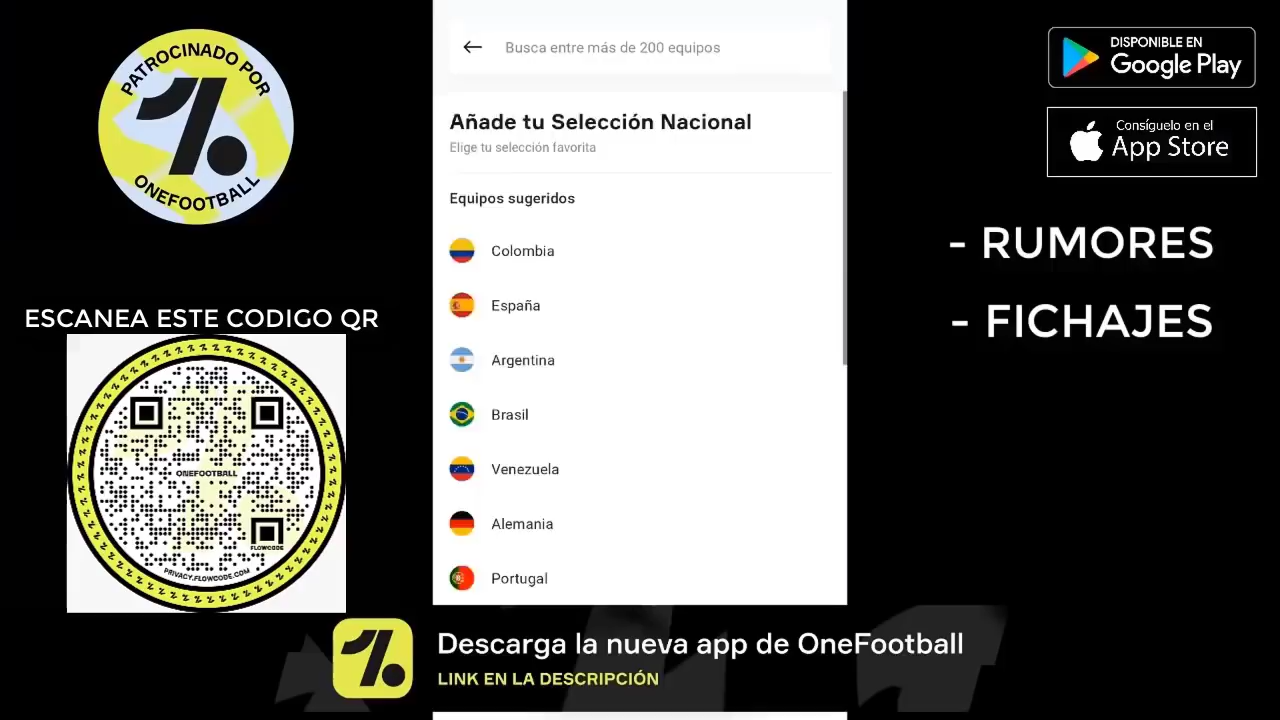 PATROCINADO POR
ONEFOOTBALL
ESCANEA ESTE CODIGO QR
ONEFOOTBALL
FLOWCODE
PRIVACY.FLOWCODE.COM
Busca entre más de 200 equipos
Añade tu Selección Nacional
Elige tu selección favorita
Equipos sugeridos
Colombia
España
Argentina
Brasil
Venezuela
Alemania
Portugal
DISPONIBLE EN
Google Play
Consíguelo en el
App Store
- RUMORES
- FICHAJES
Descarga la nueva app de OneFootball
LINK EN LA DESCRIPCIÓN